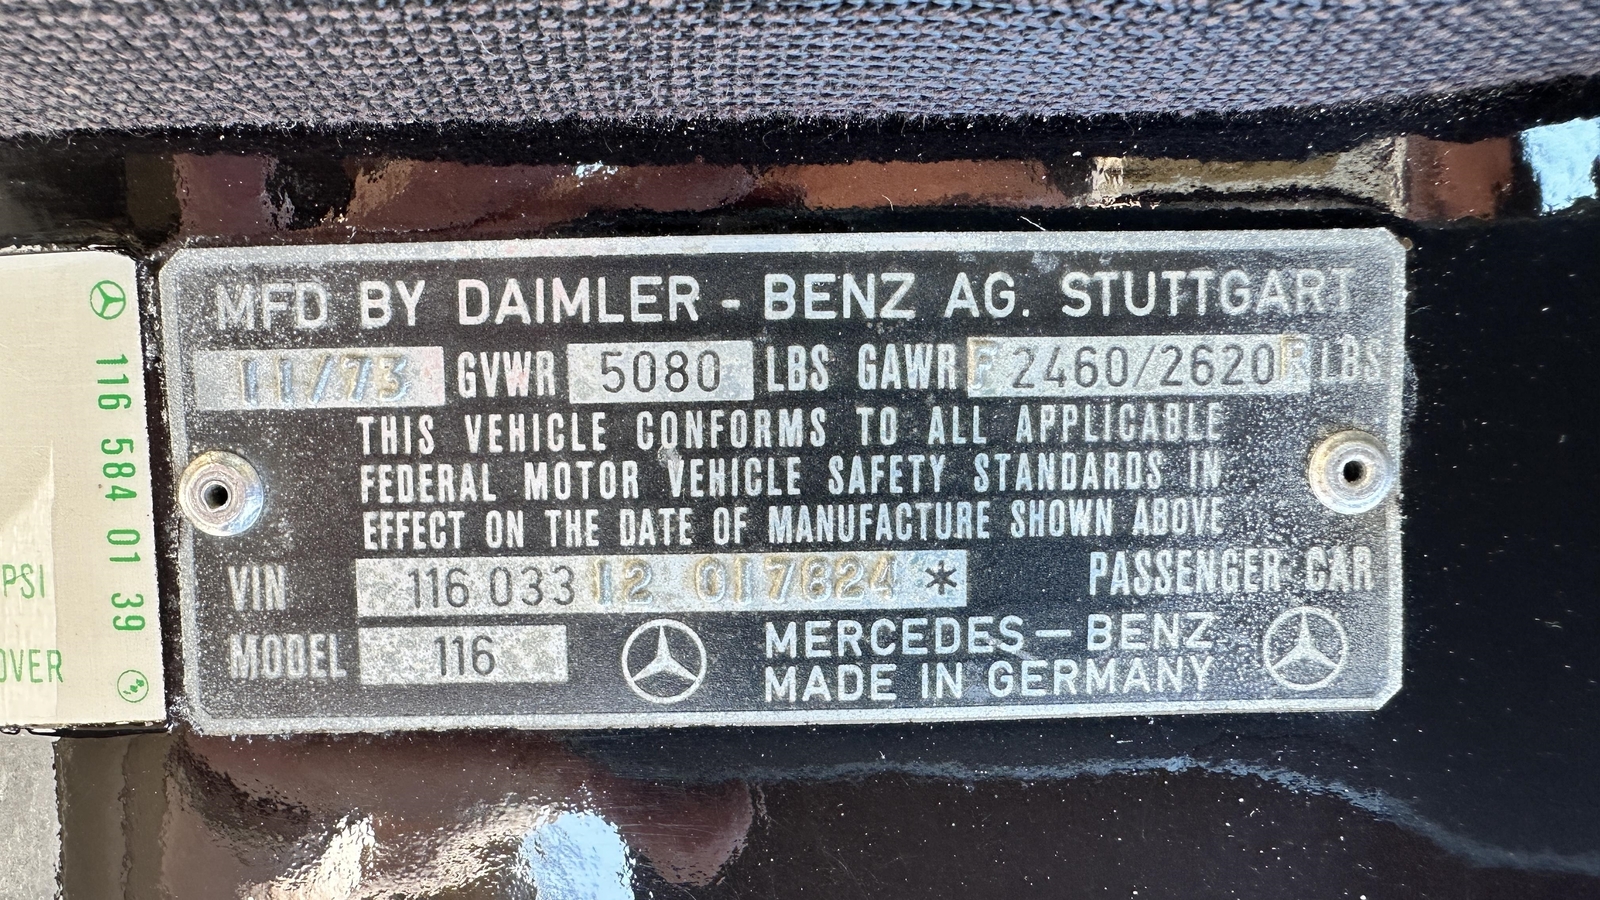 MFD BY DAIMLER - BENZ AG. STUTTGART
11/73 GVWR 5080 LBS GAWR F 2460/2620 R LBS
THIS VEHICLE CONFORMS TO ALL APPLICABLE
FEDERAL MOTOR VEHICLE SAFETY STANDARDS IN
EFFECT ON THE DATE OF MANUFACTURE SHOWN ABOVE
VIN 116 033 12 017824 * PASSENGER CAR
MODEL 116
MERCEDES - BENZ
MADE IN GERMANY
116 584 01 39
PSI
OVER